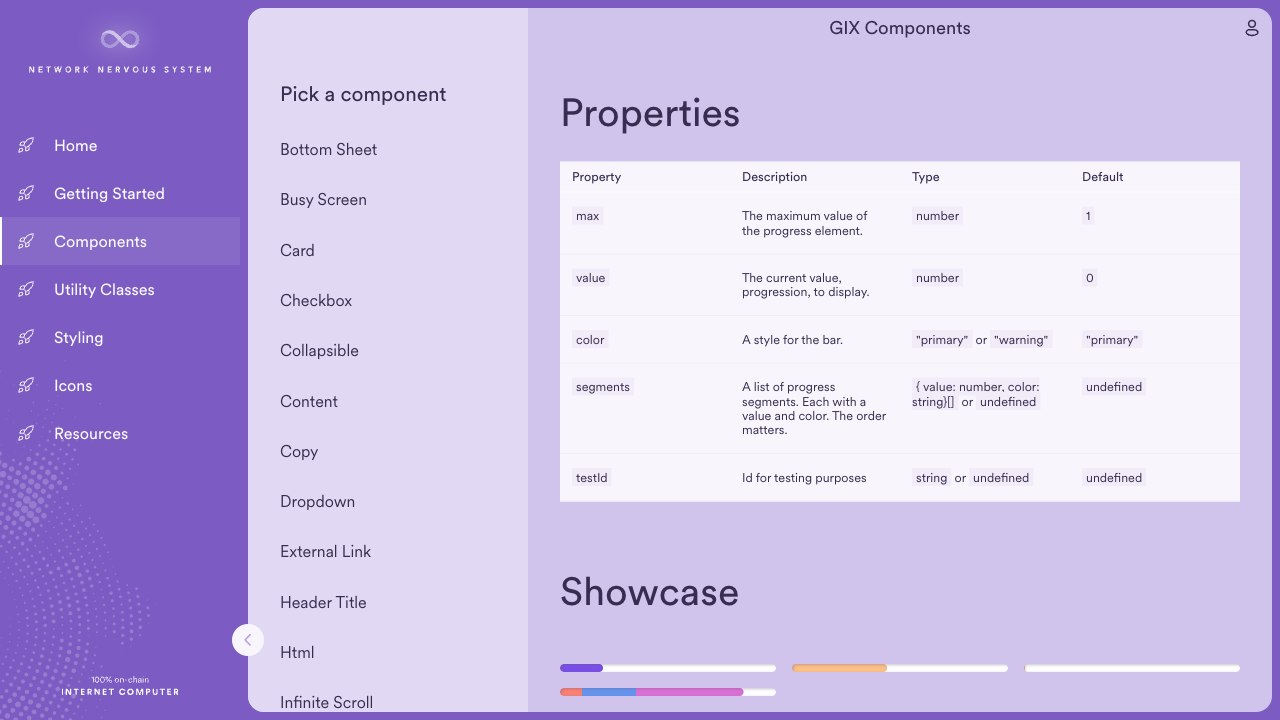 NETWORK NERVOUS SYSTEM
Home
Getting Started
Components
Utility Classes
Styling
Icons
Resources
100% on-chain
INTERNET COMPUTER
Pick a component
Bottom Sheet
Busy Screen
Card
Checkbox
Collapsible
Content
Copy
Dropdown
External Link
Header Title
Html
Infinite Scroll
GIX Components
Properties
Property Description Type Default
max The maximum value of the progress element. number 1
value The current value, progression, to display. number 0
color A style for the bar. "primary" or "warning" "primary"
segments A list of progress segments. Each with a value and color. The order matters. { value: number, color: string}[] or undefined undefined
testId Id for testing purposes string or undefined undefined
Showcase